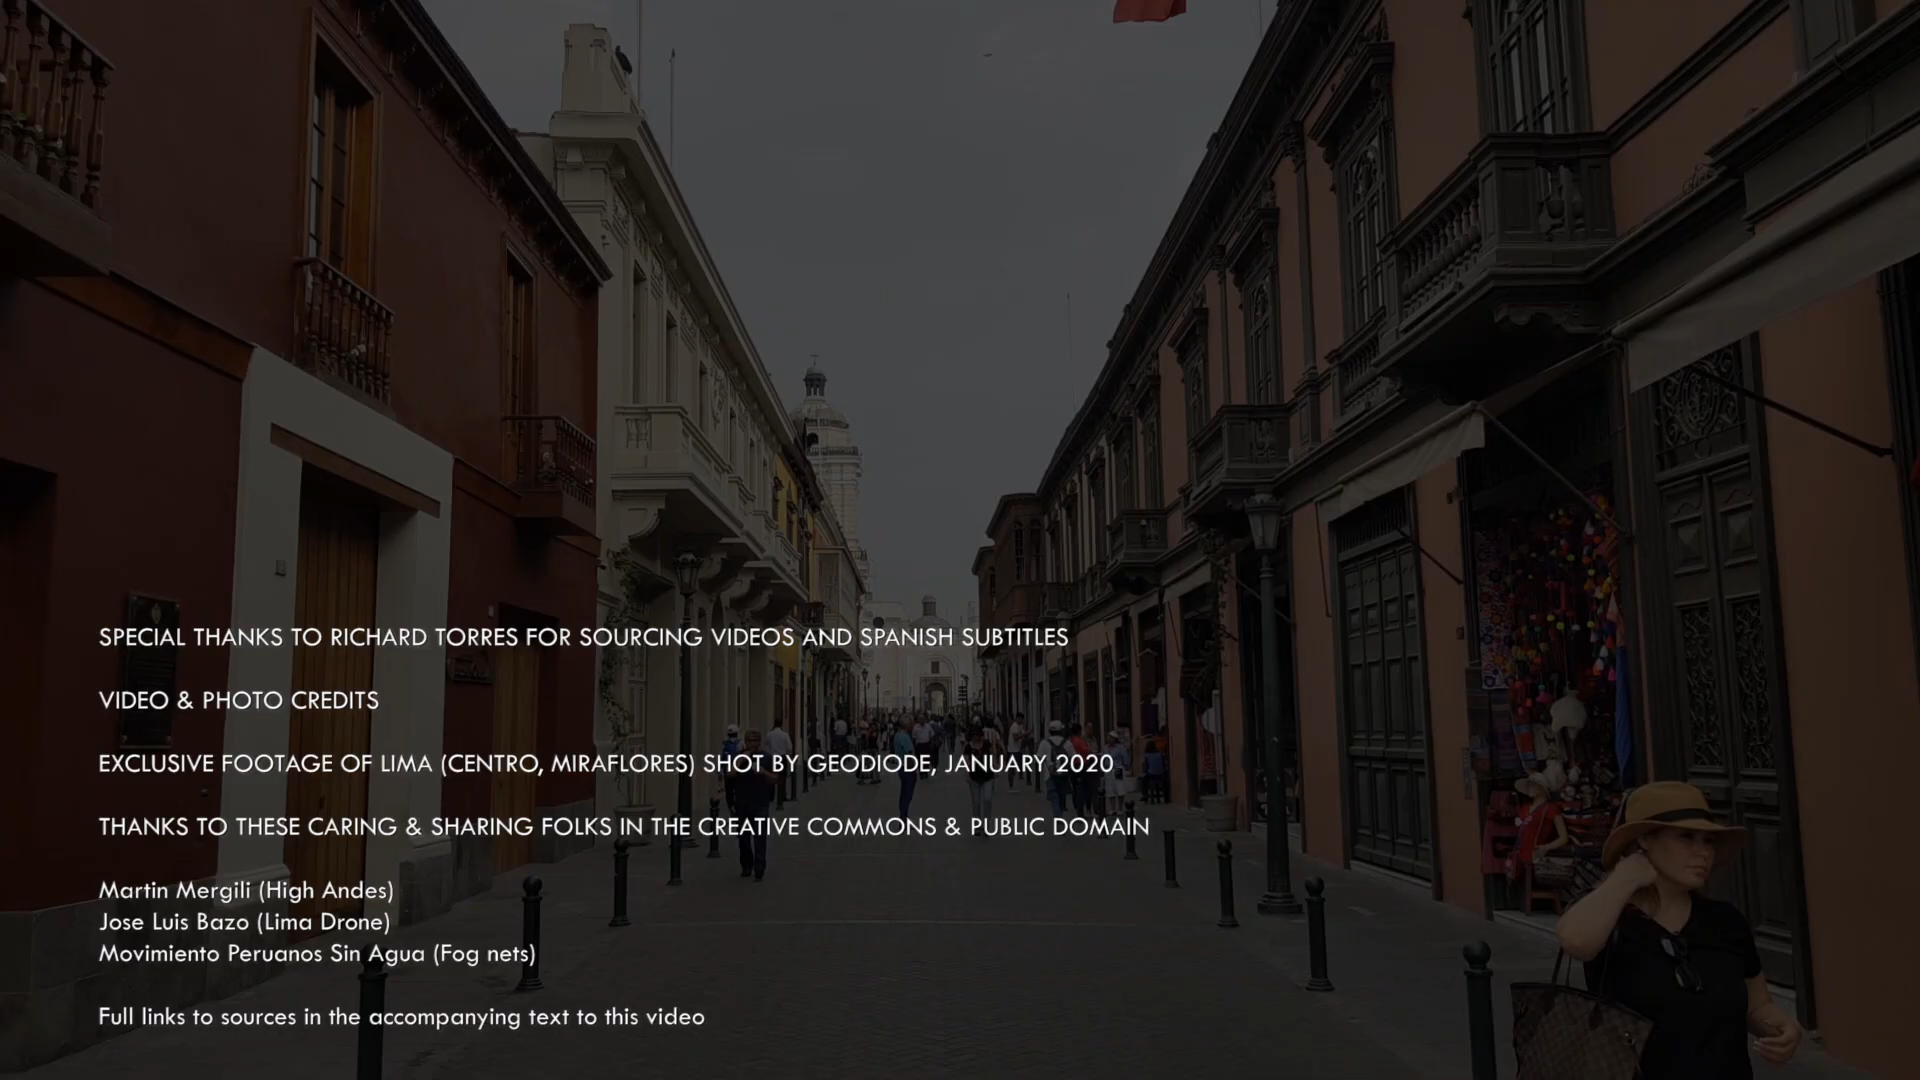 SPECIAL THANKS TO RICHARD TORRES FOR SOURCING VIDEOS AND SPANISH SUBTITLES
VIDEO & PHOTO CREDITS
EXCLUSIVE FOOTAGE OF LIMA (CENTRO, MIRAFLORES) SHOT BY GEODIODE, JANUARY 2020
THANKS TO THESE CARING & SHARING FOLKS IN THE CREATIVE COMMONS & PUBLIC DOMAIN
Martin Mergili (High Andes)
Jose Luis Bazo (Lima Drone)
Movimiento Peruanos Sin Agua (Fog nets)
Full links to sources in the accompanying text to this video